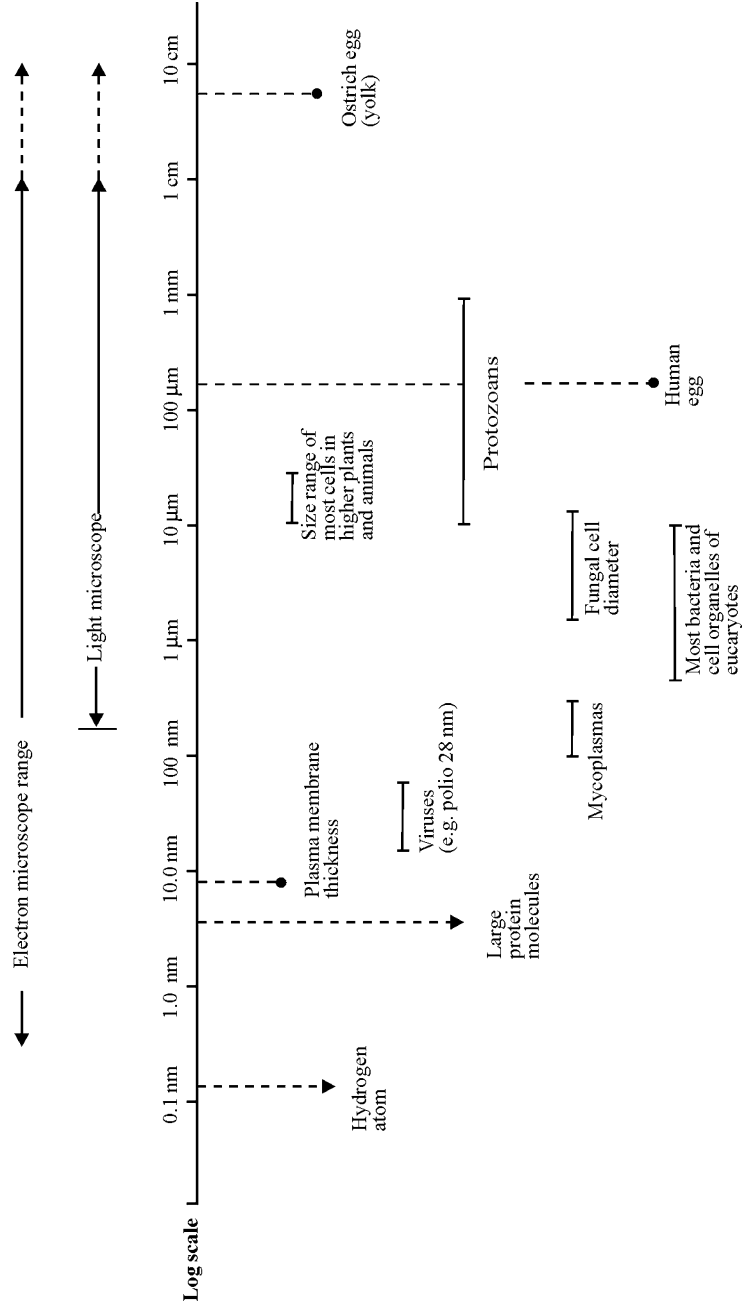 Electron microscope range
Light microscope
Log scale
0.1 nm
1.0 nm
10.0 nm
100 nm
1 µm
10 µm
100 µm
1 mm
1 cm
10 cm
Hydrogen
atom
Plasma membrane
thickness
Size range of
most cells in
higher plants
and animals
Ostrich egg
(yolk)
Viruses
(e.g. polio 28 nm)
Large
protein
molecules
Protozoans
Mycoplasmas
Fungal cell
diameter
Human
egg
Most bacteria and
cell organelles of
eucaryotes